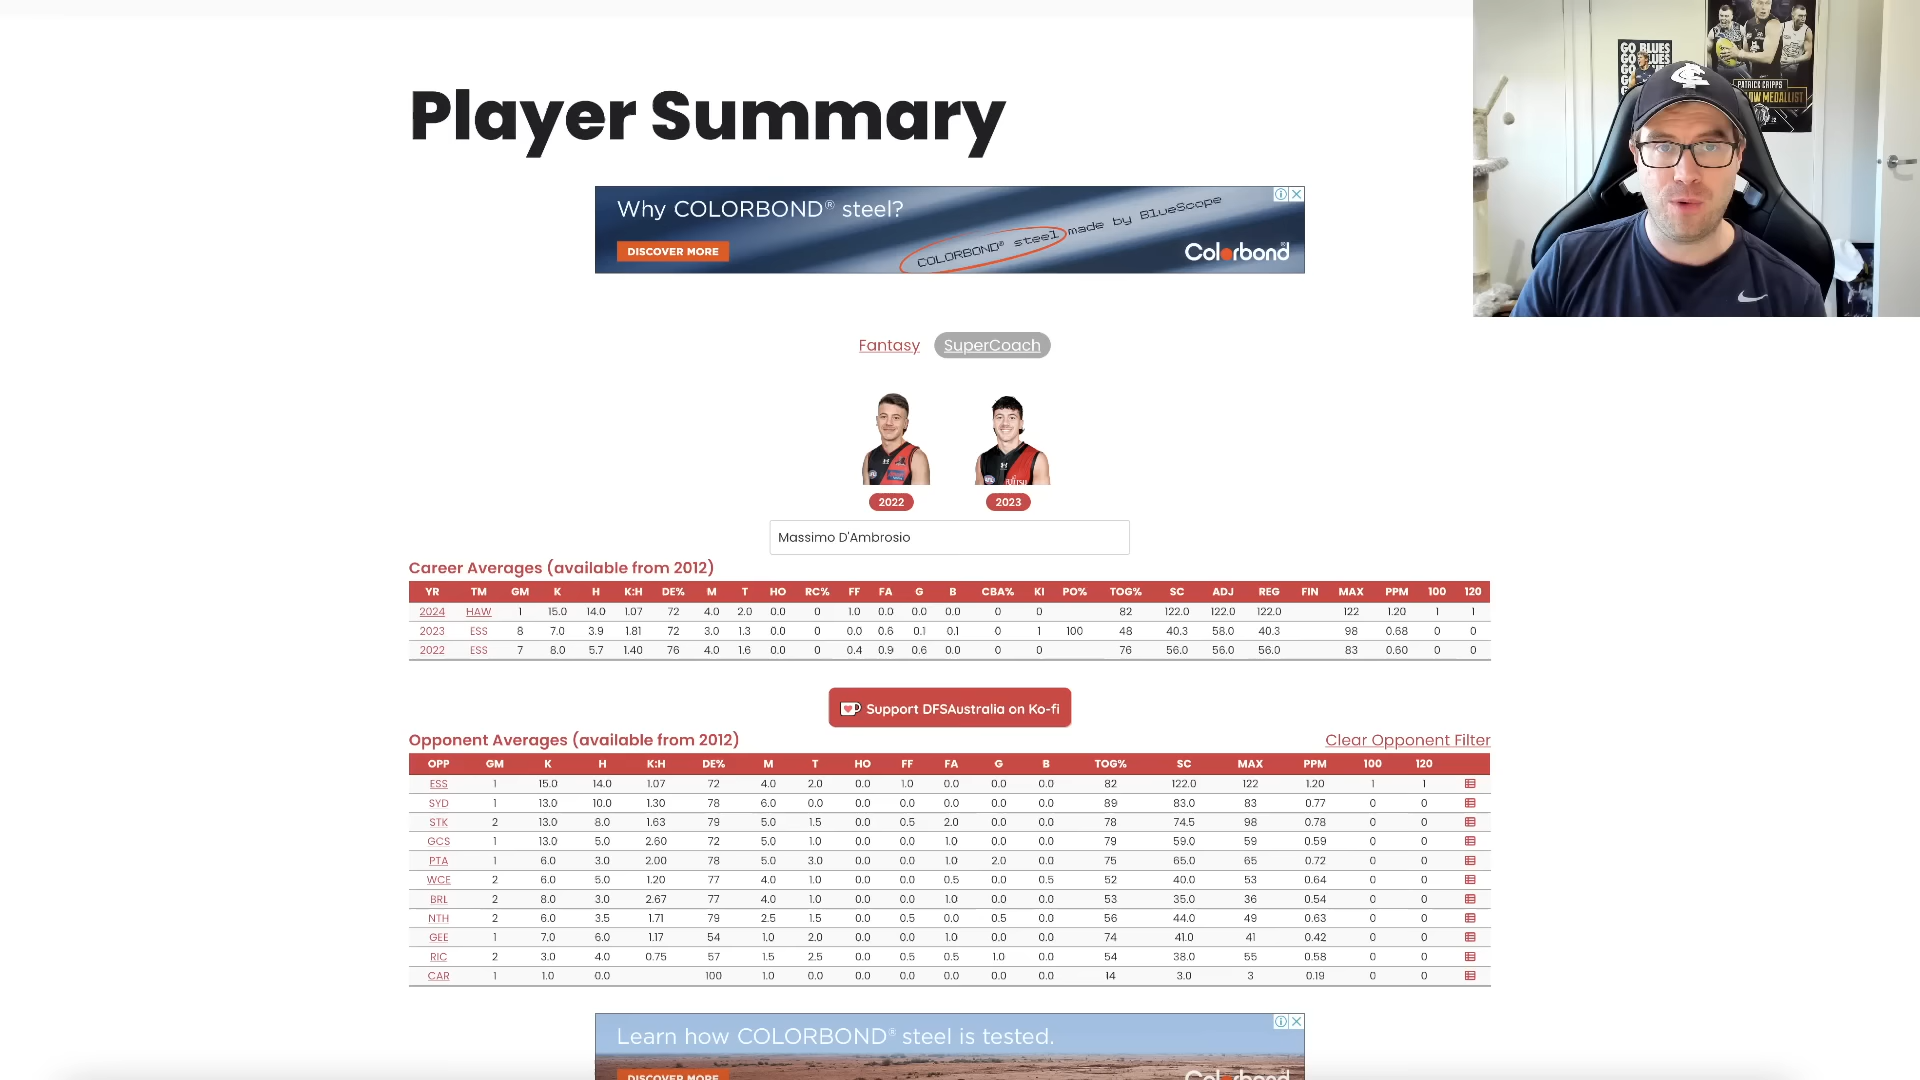 Player Summary
Why COLORBOND® steel?
DISCOVER MORE
COLORBOND® steel made by BlueScope
Colorbond
GO BLUES
PATRICK CRIPPS
OW MEDALLIST
Fantasy SuperCoach
2022 2023
Massimo D'Ambrosio
Career Averages (available from 2012)
YR TM GM K H K:H DE% M T HO RC% FF FA G B CBA% KI PO% TOG% SC ADJ REG FIN MAX PPM 100 120
2024 HAW 1 15.0 14.0 1.07 72 4.0 2.0 0.0 0 1.0 0.0 0.0 0.0 0 0 82 122.0 122.0 122.0 122 1.20 1 1
2023 ESS 8 7.0 3.9 1.81 72 3.0 1.3 0.0 0 0.0 0.6 0.1 0.1 0 1 100 48 40.3 58.0 40.3 98 0.68 0 0
2022 ESS 7 8.0 5.7 1.40 76 4.0 1.6 0.0 0 0.4 0.9 0.6 0.0 0 0 76 56.0 56.0 56.0 83 0.60 0 0
Support DFSAustralia on Ko-fi
Opponent Averages (available from 2012) Clear Opponent Filter
OPP GM K H K:H DE% M T HO FF FA G B TOG% SC MAX PPM 100 120
ESS 1 15.0 14.0 1.07 72 4.0 2.0 0.0 1.0 0.0 0.0 0.0 82 122.0 122 1.20 1 1
SYD 1 13.0 10.0 1.30 78 6.0 0.0 0.0 0.0 0.0 0.0 0.0 89 83.0 83 0.77 0 0
STK 2 13.0 8.0 1.63 79 5.0 1.5 0.0 0.5 2.0 0.0 0.0 78 74.5 98 0.78 0 0
GCS 1 13.0 5.0 2.60 72 5.0 1.0 0.0 0.0 1.0 0.0 0.0 79 59.0 59 0.59 0 0
PTA 1 6.0 3.0 2.00 78 5.0 3.0 0.0 0.0 1.0 2.0 0.0 75 65.0 65 0.72 0 0
WCE 2 6.0 5.0 1.20 77 4.0 1.0 0.0 0.0 0.5 0.0 0.5 52 40.0 53 0.64 0 0
BRL 2 8.0 3.0 2.67 77 4.0 1.0 0.0 0.0 1.0 0.0 0.0 53 35.0 36 0.54 0 0
NTH 2 6.0 3.5 1.71 79 2.5 1.5 0.0 0.5 0.0 0.5 0.0 56 44.0 49 0.63 0 0
GEE 1 7.0 6.0 1.17 54 1.0 2.0 0.0 0.0 1.0 0.0 0.0 74 41.0 41 0.42 0 0
RIC 2 3.0 4.0 0.75 57 1.5 2.5 0.0 0.5 0.5 1.0 0.0 54 38.0 55 0.58 0 0
CAR 1 1.0 0.0 100 1.0 0.0 0.0 0.0 0.0 0.0 0.0 14 3.0 3 0.19 0 0
Learn how COLORBOND® steel is tested.
DISCOVER MORE
Colorbond